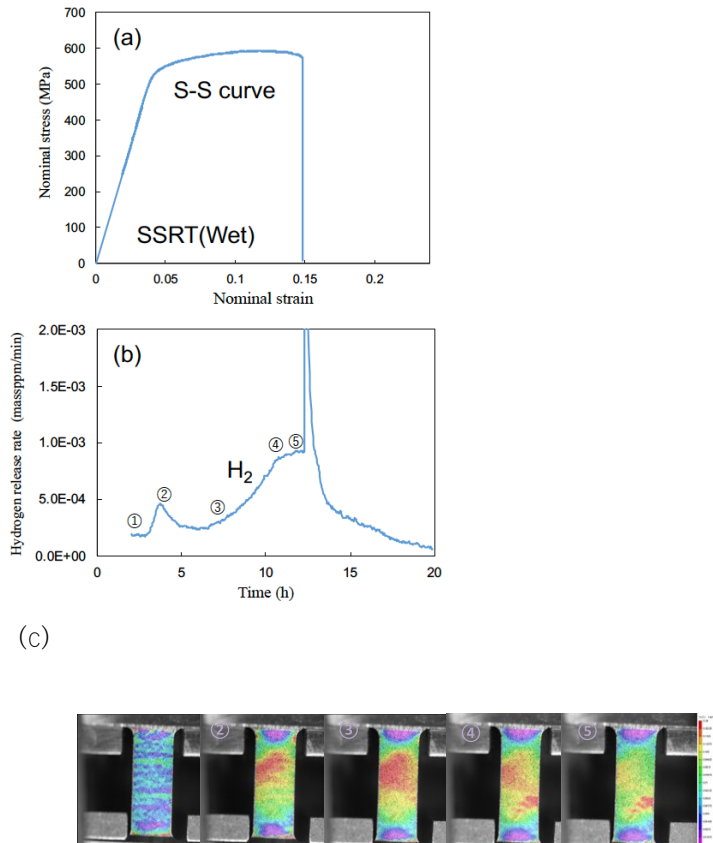 700
(a)
600
500
S-S curve
400
300
200
100
SSRT(Wet)
0
0 0.05 0.1 0.15 0.2
Nominal stress (MPa)
Nominal strain
2.0E-03
(b)
1.5E-03
1.0E-03
④ ⑤
H₂
5.0E-04
① ② ③
0.0E+00
0 5 10 15 20
Hydrogen release rate (massppm/min)
Time (h)
(c)
② ③ ④ ⑤